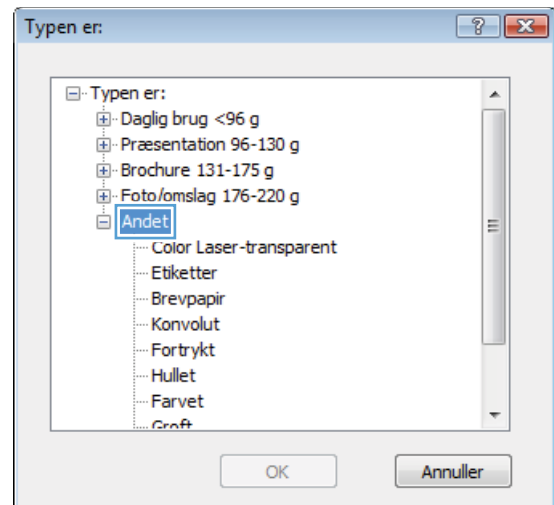 Typen er:
Typen er:
Daglig brug <96 g
Præsentation 96-130 g
Brochure 131-175 g
Foto/omslag 176-220 g
Andet
Color Laser-transparent
Etiketter
Brevpapir
Konvolut
Fortrykt
Hullet
Farvet
Groft
OK Annuller